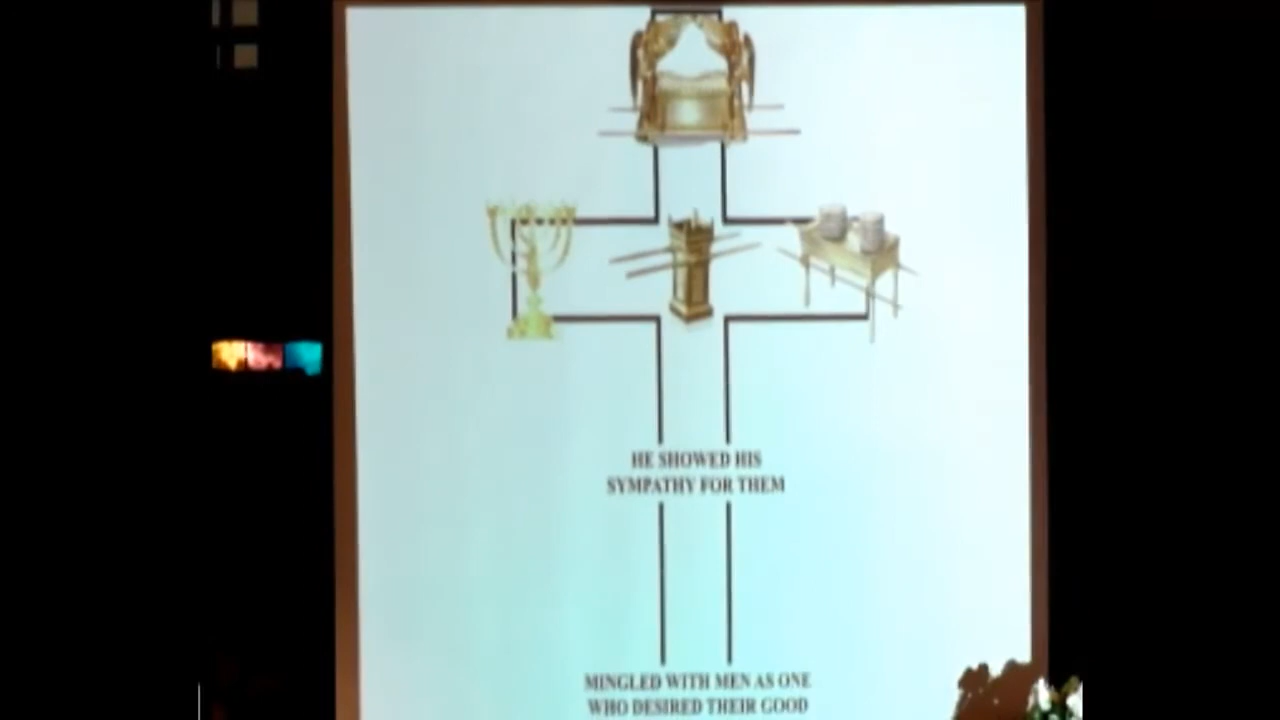 HE SHOWED HIS
SYMPATHY FOR THEM
MINGLED WITH MEN AS ONE
WHO DESIRED THEIR GOOD